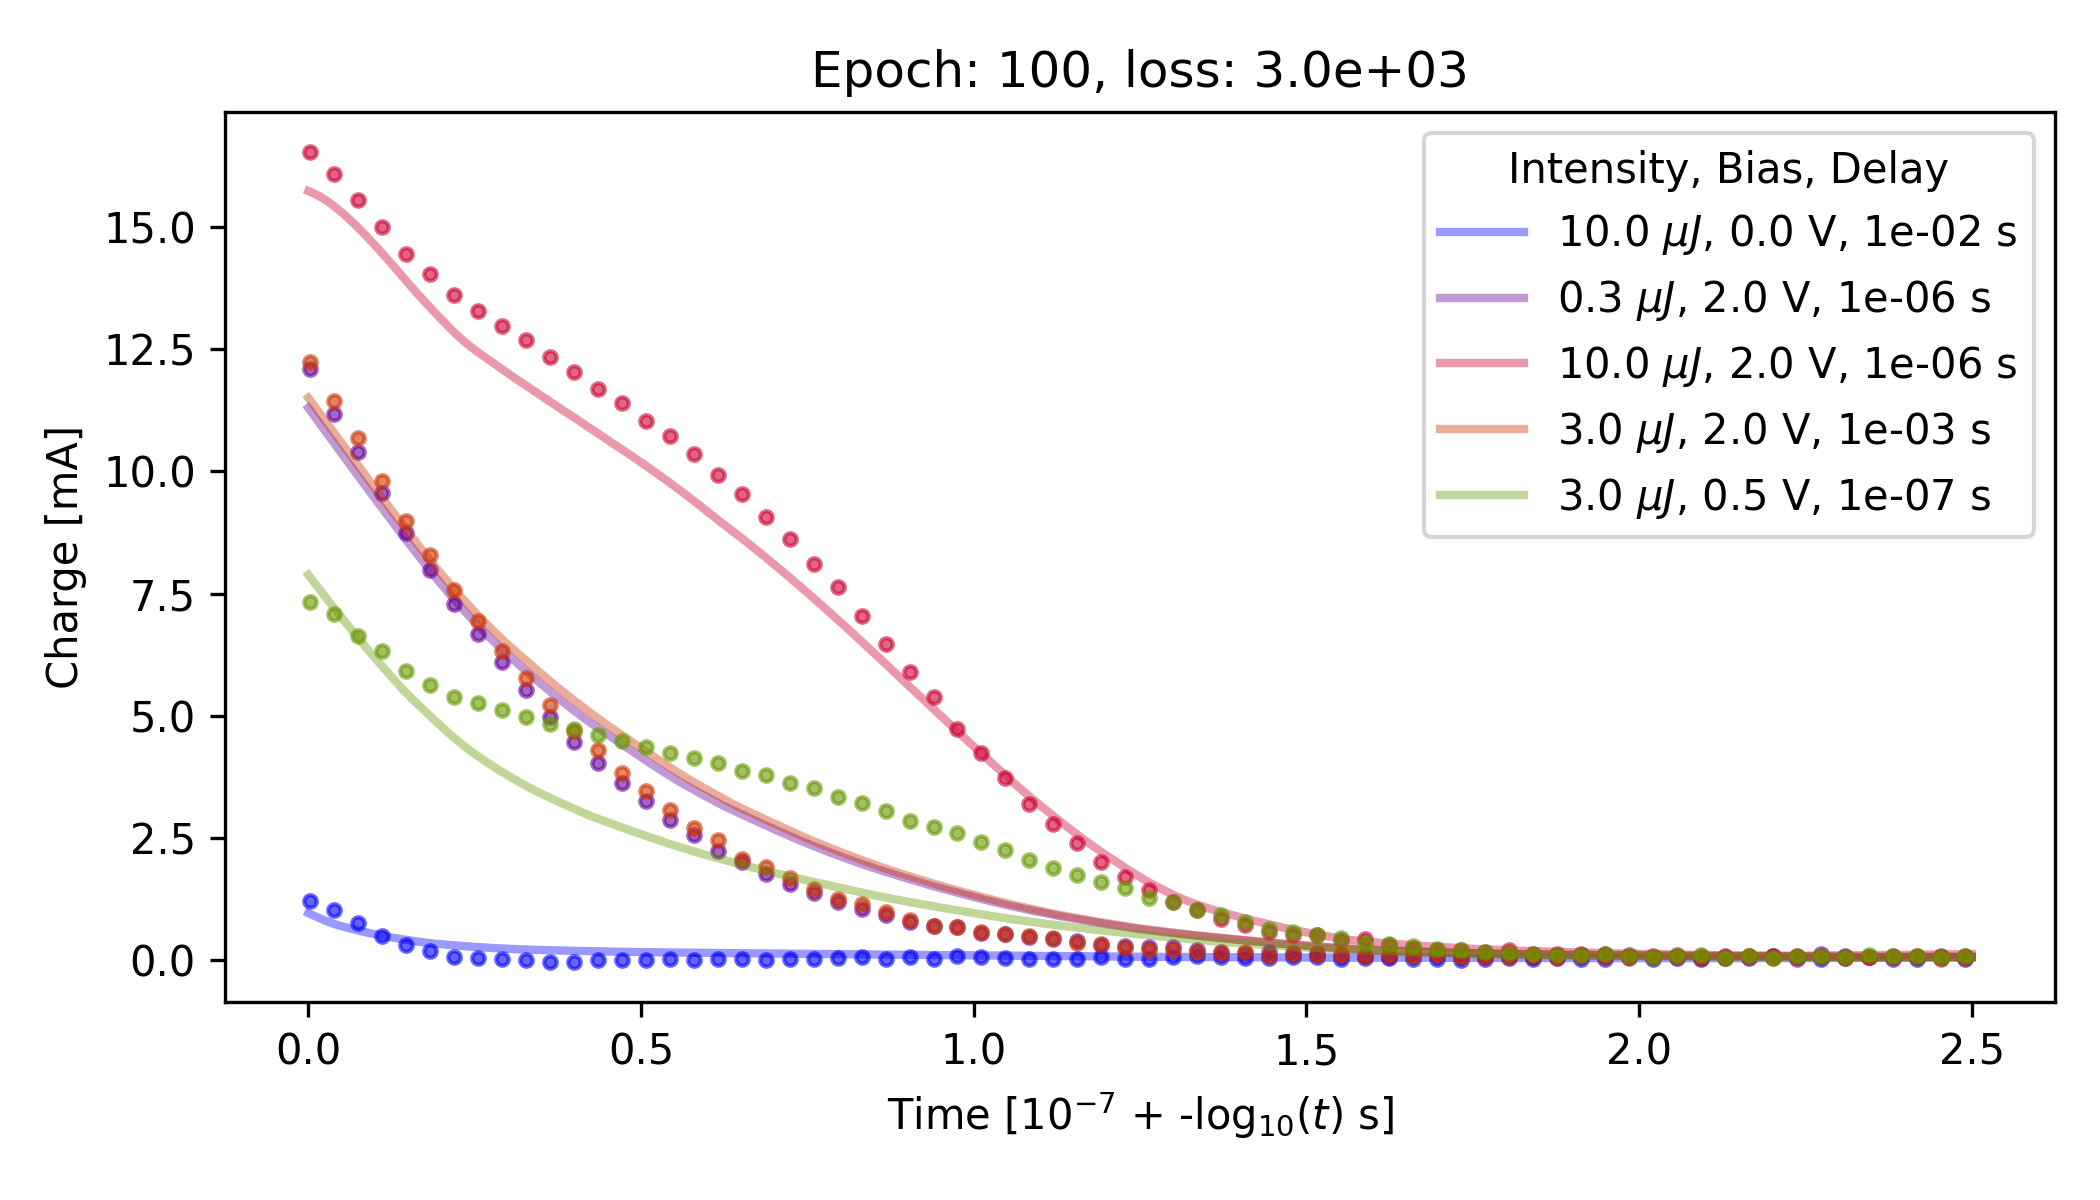 Epoch: 100, loss: 3.0e+03
Charge [mA]
15.0
12.5
10.0
7.5
5.0
2.5
0.0
Intensity, Bias, Delay
10.0 μJ, 0.0 V, 1e-02 s
0.3 μJ, 2.0 V, 1e-06 s
10.0 μJ, 2.0 V, 1e-06 s
3.0 μJ, 2.0 V, 1e-03 s
3.0 μJ, 0.5 V, 1e-07 s
0.0 0.5 1.0 1.5 2.0 2.5
Time [10⁻⁷ + -log₁₀(t) s]